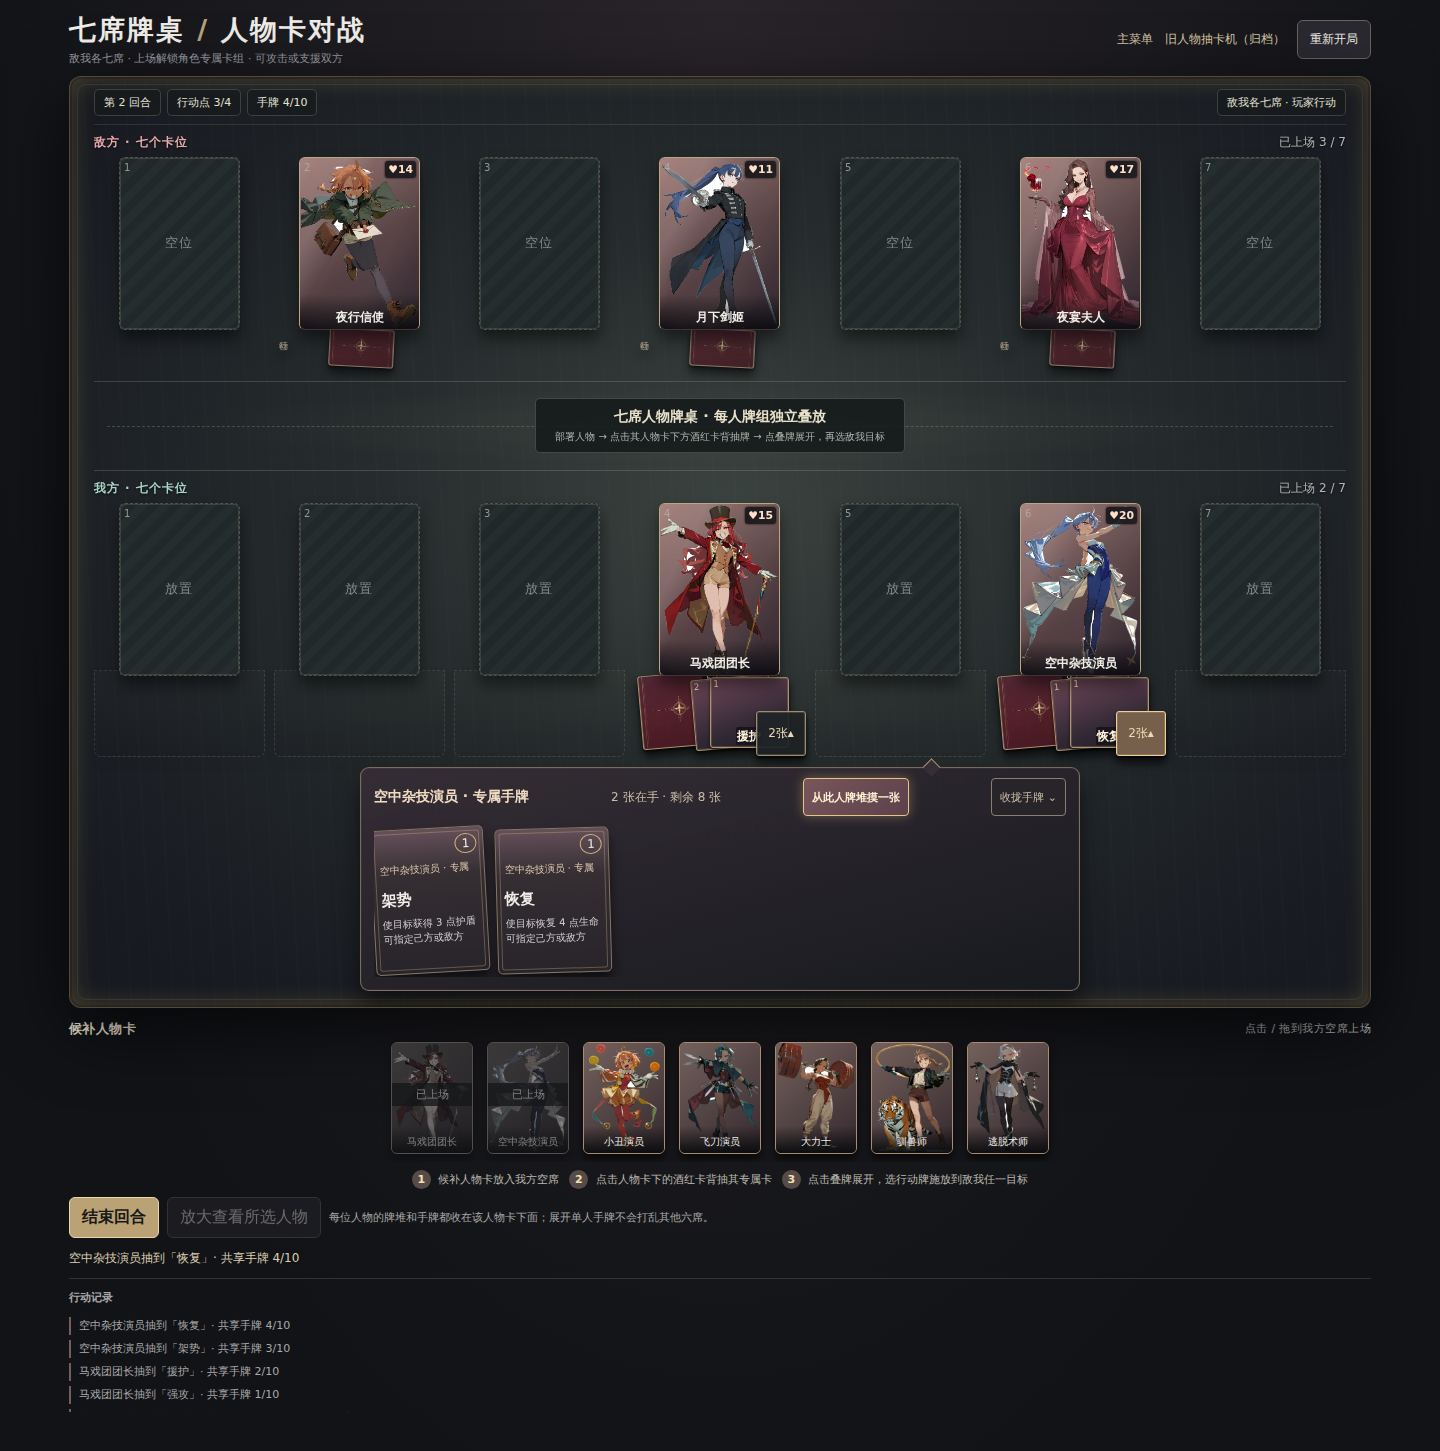 七席牌桌 / 人物卡对战
敌我各七席 · 上场解锁角色专属卡组 · 可攻击或支援双方
主菜单 旧人物抽卡机（归档） 重新开局
第 2 回合 行动点 3/4 手牌 4/10 敌我各七席 · 玩家行动
敌方 · 七个卡位 已上场 3 / 7
1 2 ♥14 3 4 ♥11 5 6 ♥17 7
空位 空位 空位 空位
夜行信使 月下剑姬 夜宴夫人
七席人物牌桌 · 每人牌组独立叠放
部署人物 → 点击其人物卡下方酒红卡背抽牌 → 点叠牌展开，再选敌我目标
我方 · 七个卡位 已上场 2 / 7
1 2 3 4 ♥15 5 6 ♥20 7
放置 放置 放置 放置 放置
马戏团团长 空中杂技演员
2 1 1 1
援护 2张▴ 恢复 2张▴
空中杂技演员 · 专属手牌 2 张在手 · 剩余 8 张 从此人牌堆摸一张 收拢手牌 ⌄
1 1
空中杂技演员 · 专属 空中杂技演员 · 专属
架势 恢复
使目标获得 3 点护盾 使目标恢复 4 点生命
可指定己方或敌方 可指定己方或敌方
候补人物卡 点击 / 拖到我方空席上场
已上场 已上场
马戏团团长 空中杂技演员 小丑演员 飞刀演员 大力士 驯兽师 逃脱术师
1 候补人物卡放入我方空席 2 点击人物卡下的酒红卡背抽其专属卡 3 点击叠牌展开，选行动牌施放到敌我任一目标
结束回合 放大查看所选人物 每位人物的牌堆和手牌都收在该人物卡下面；展开单人手牌不会打乱其他六席。
空中杂技演员抽到「恢复」· 共享手牌 4/10
行动记录
空中杂技演员抽到「恢复」· 共享手牌 4/10
空中杂技演员抽到「架势」· 共享手牌 3/10
马戏团团长抽到「援护」· 共享手牌 2/10
马戏团团长抽到「强攻」· 共享手牌 1/10